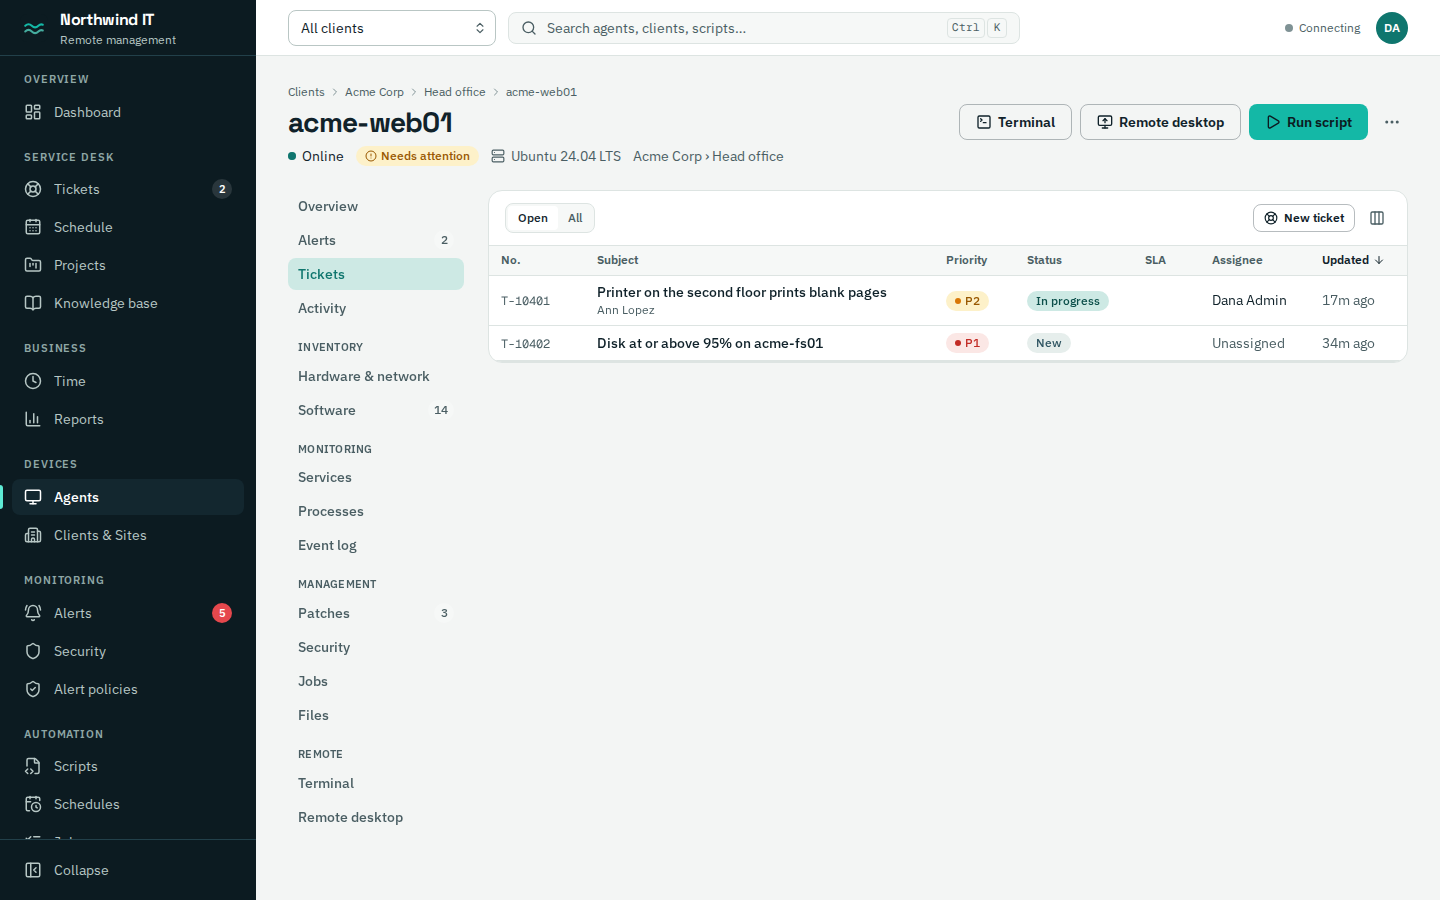 Northwind IT
Remote management
OVERVIEW
Dashboard
SERVICE DESK
Tickets 2
Schedule
Projects
Knowledge base
BUSINESS
Time
Reports
DEVICES
Agents
Clients & Sites
MONITORING
Alerts 5
Security
Alert policies
AUTOMATION
Scripts
Schedules
Collapse
All clients
Search agents, clients, scripts... Ctrl K
Connecting DA
Clients > Acme Corp > Head office > acme-web01
acme-web01
Terminal
Remote desktop
Run script
Online Needs attention Ubuntu 24.04 LTS Acme Corp › Head office
Overview
Alerts 2
Tickets
Activity
INVENTORY
Hardware & network
Software 14
MONITORING
Services
Processes
Event log
MANAGEMENT
Patches 3
Security
Jobs
Files
REMOTE
Terminal
Remote desktop
Open All New ticket
No. Subject Priority Status SLA Assignee Updated ↓
T-10401 Printer on the second floor prints blank pages P2 In progress Dana Admin 17m ago
Ann Lopez
T-10402 Disk at or above 95% on acme-fs01 P1 New Unassigned 34m ago